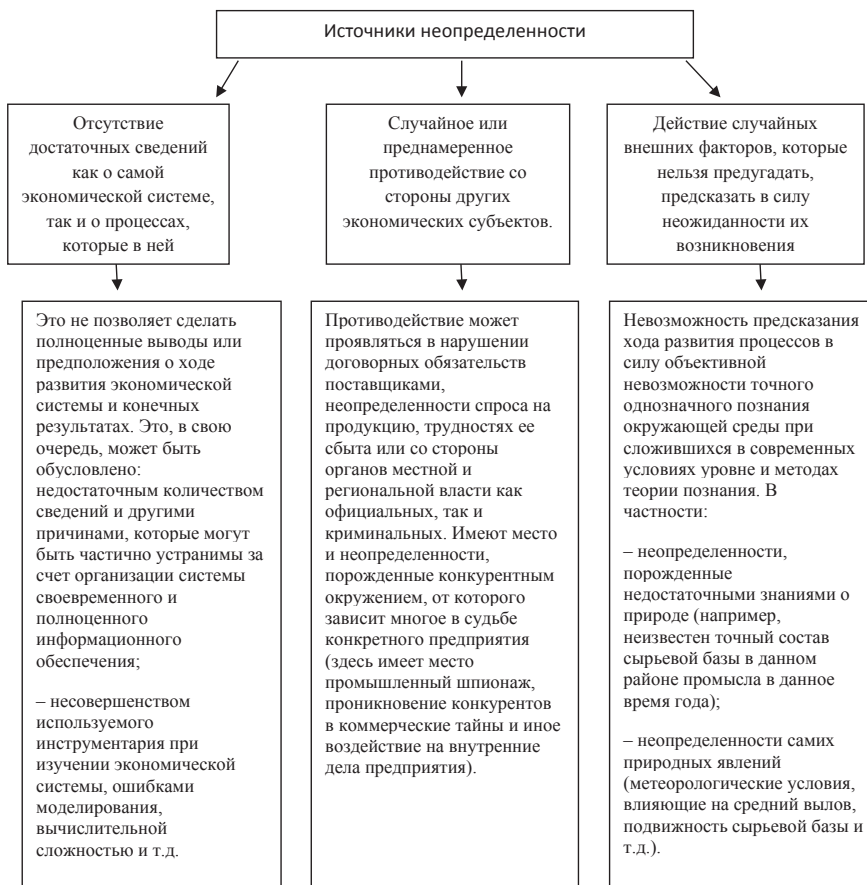 Источники неопределенности
Отсутствие
достаточных сведений
как о самой
экономической системе,
так и о процессах,
которые в ней
Случайное или
преднамеренное
противодействие со
стороны других
экономических субъектов.
Действие случайных
внешних факторов, которые
нельзя предугадать,
предсказать в силу
неожиданности их
возникновения
Это не позволяет сделать
полноценные выводы или
предположения о ходе
развития экономической
системы и конечных
результатах. Это, в свою
очередь, может быть
обусловлено:
недостаточным количеством
сведений и другими
причинами, которые могут
быть частично устранимы за
счет организации системы
своевременного и
полноценного
информационного
обеспечения;
– несовершенством
используемого
инструментария при
изучении экономической
системы, ошибками
моделирования,
вычислительной
сложностью и т.д.
Противодействие может
проявляться в нарушении
договорных обязательств
поставщиками,
неопределенности спроса на
продукцию, трудностях ее
сбыта или со стороны
органов местной и
региональной власти как
официальных, так и
криминальных. Имеют место
и неопределенности,
порожденные конкурентным
окружением, от которого
зависит многое в судьбе
конкретного предприятия
(здесь имеет место
промышленный шпионаж,
проникновение конкурентов
в коммерческие тайны и иное
воздействие на внутренние
дела предприятия).
Невозможность предсказания
хода развития процессов в
силу объективной
невозможности точного
однозначного познания
окружающей среды при
сложившихся в современных
условиях уровне и методах
теории познания. В
частности:
– неопределенности,
порожденные
недостаточными знаниями о
природе (например,
неизвестен точный состав
сырьевой базы в данном
районе промысла в данное
время года);
– неопределенности самих
природных явлений
(метеорологические условия,
влияющие на средний вылов,
подвижность сырьевой базы и
т.д.).